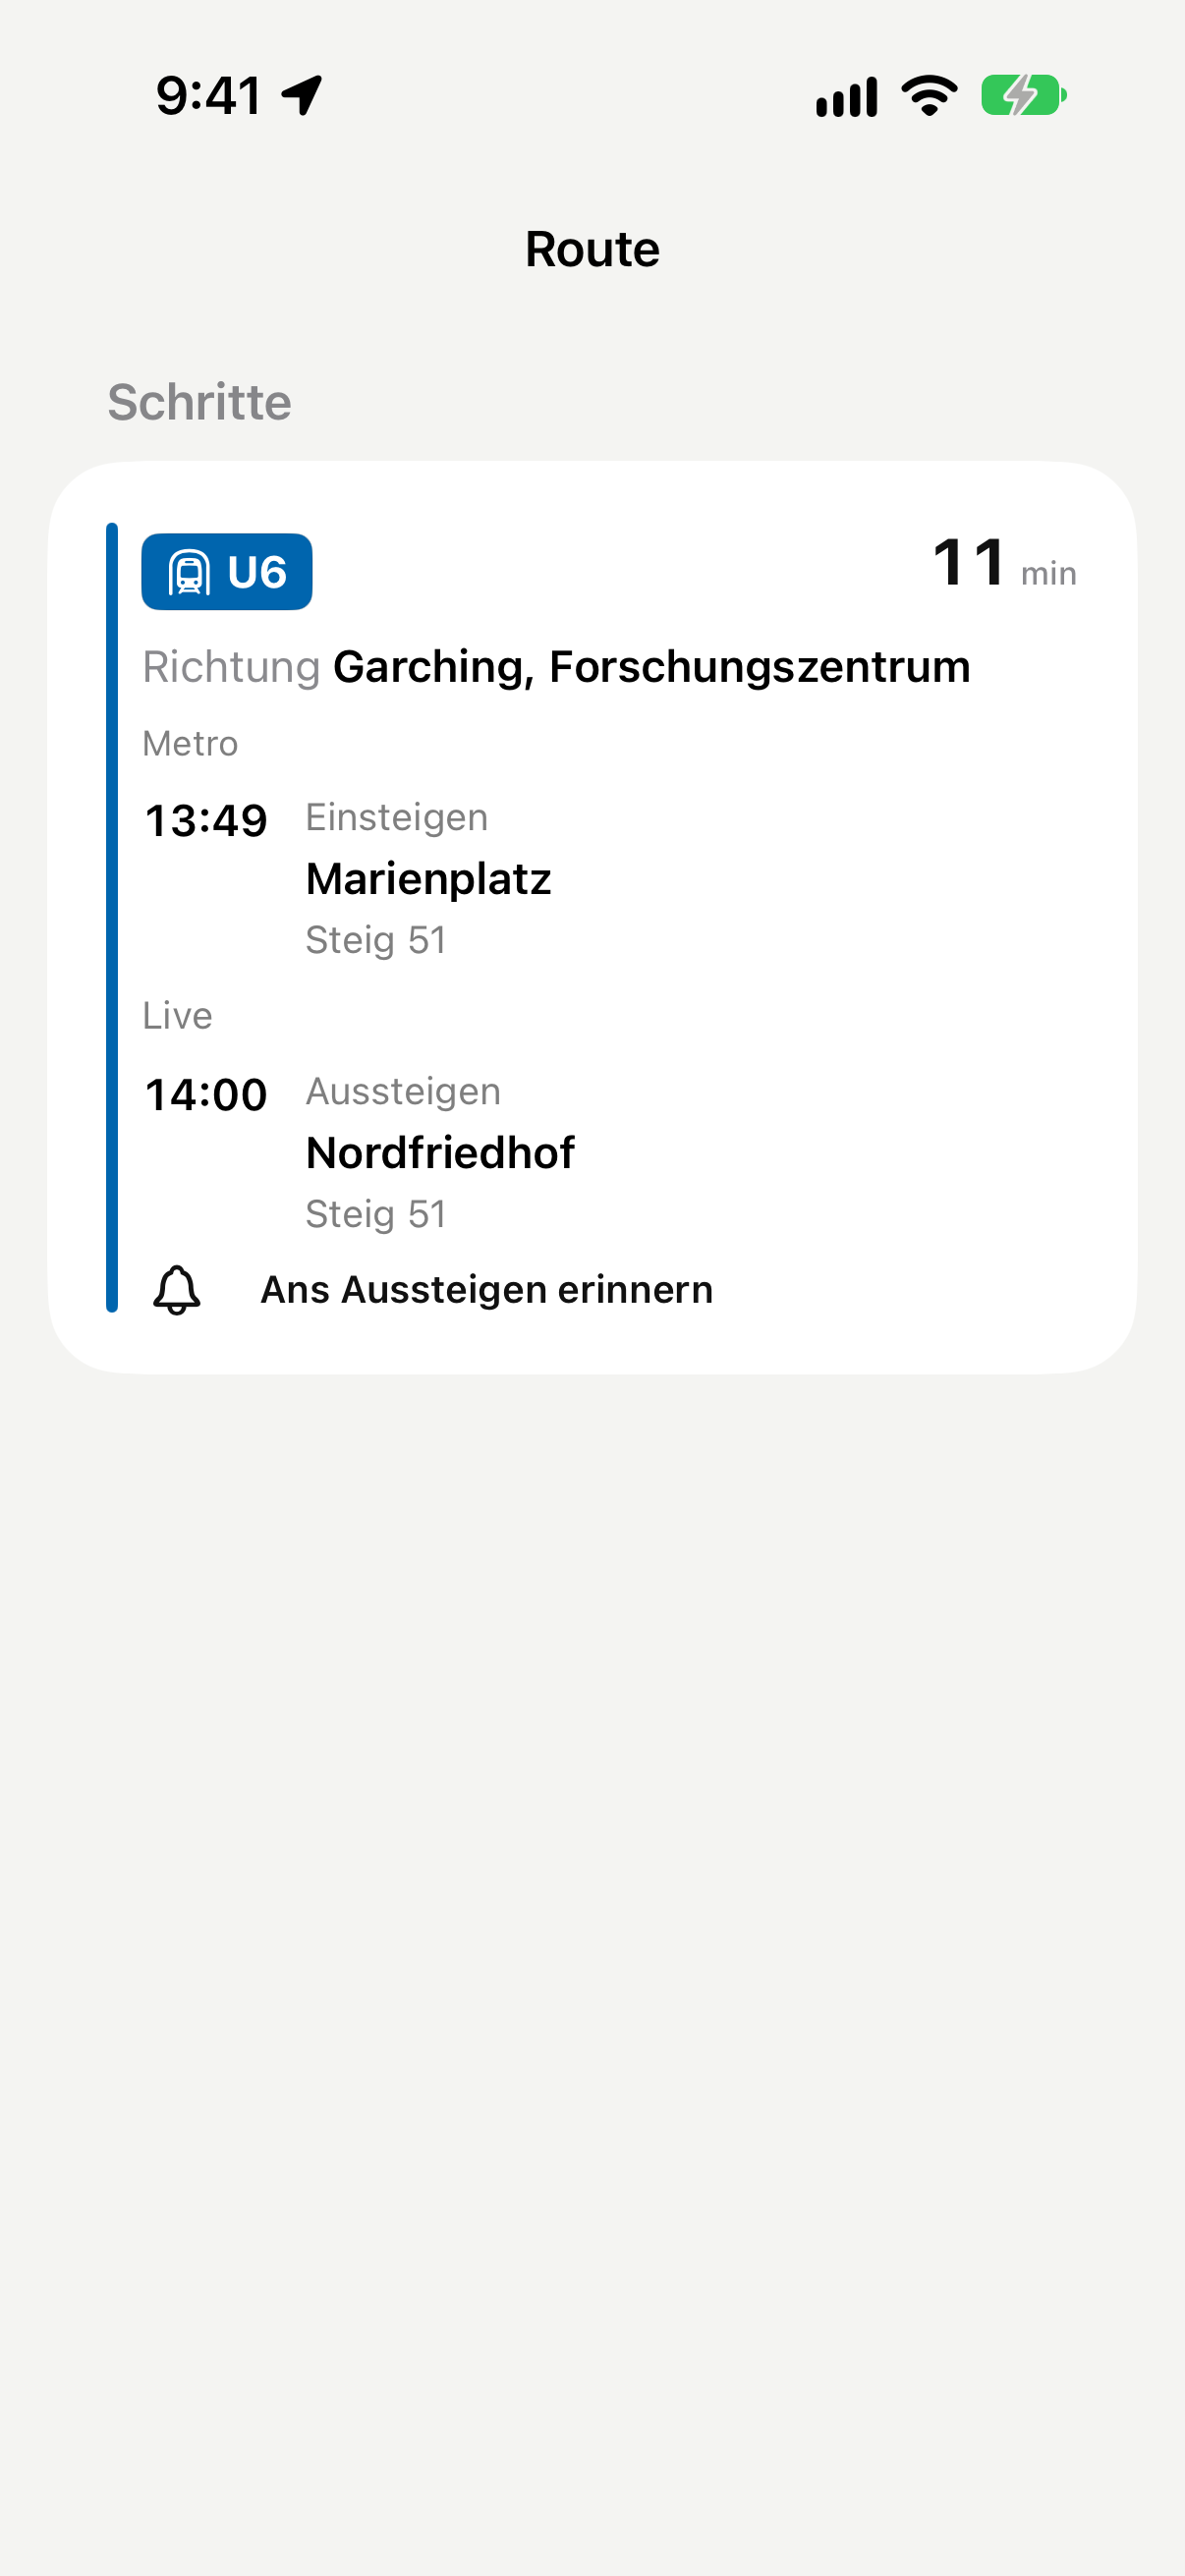 9:41
Route
Schritte
U6
11 min
Richtung Garching, Forschungszentrum
Metro
13:49 Einsteigen
Marienplatz
Steig 51
Live
14:00 Aussteigen
Nordfriedhof
Steig 51
Ans Aussteigen erinnern